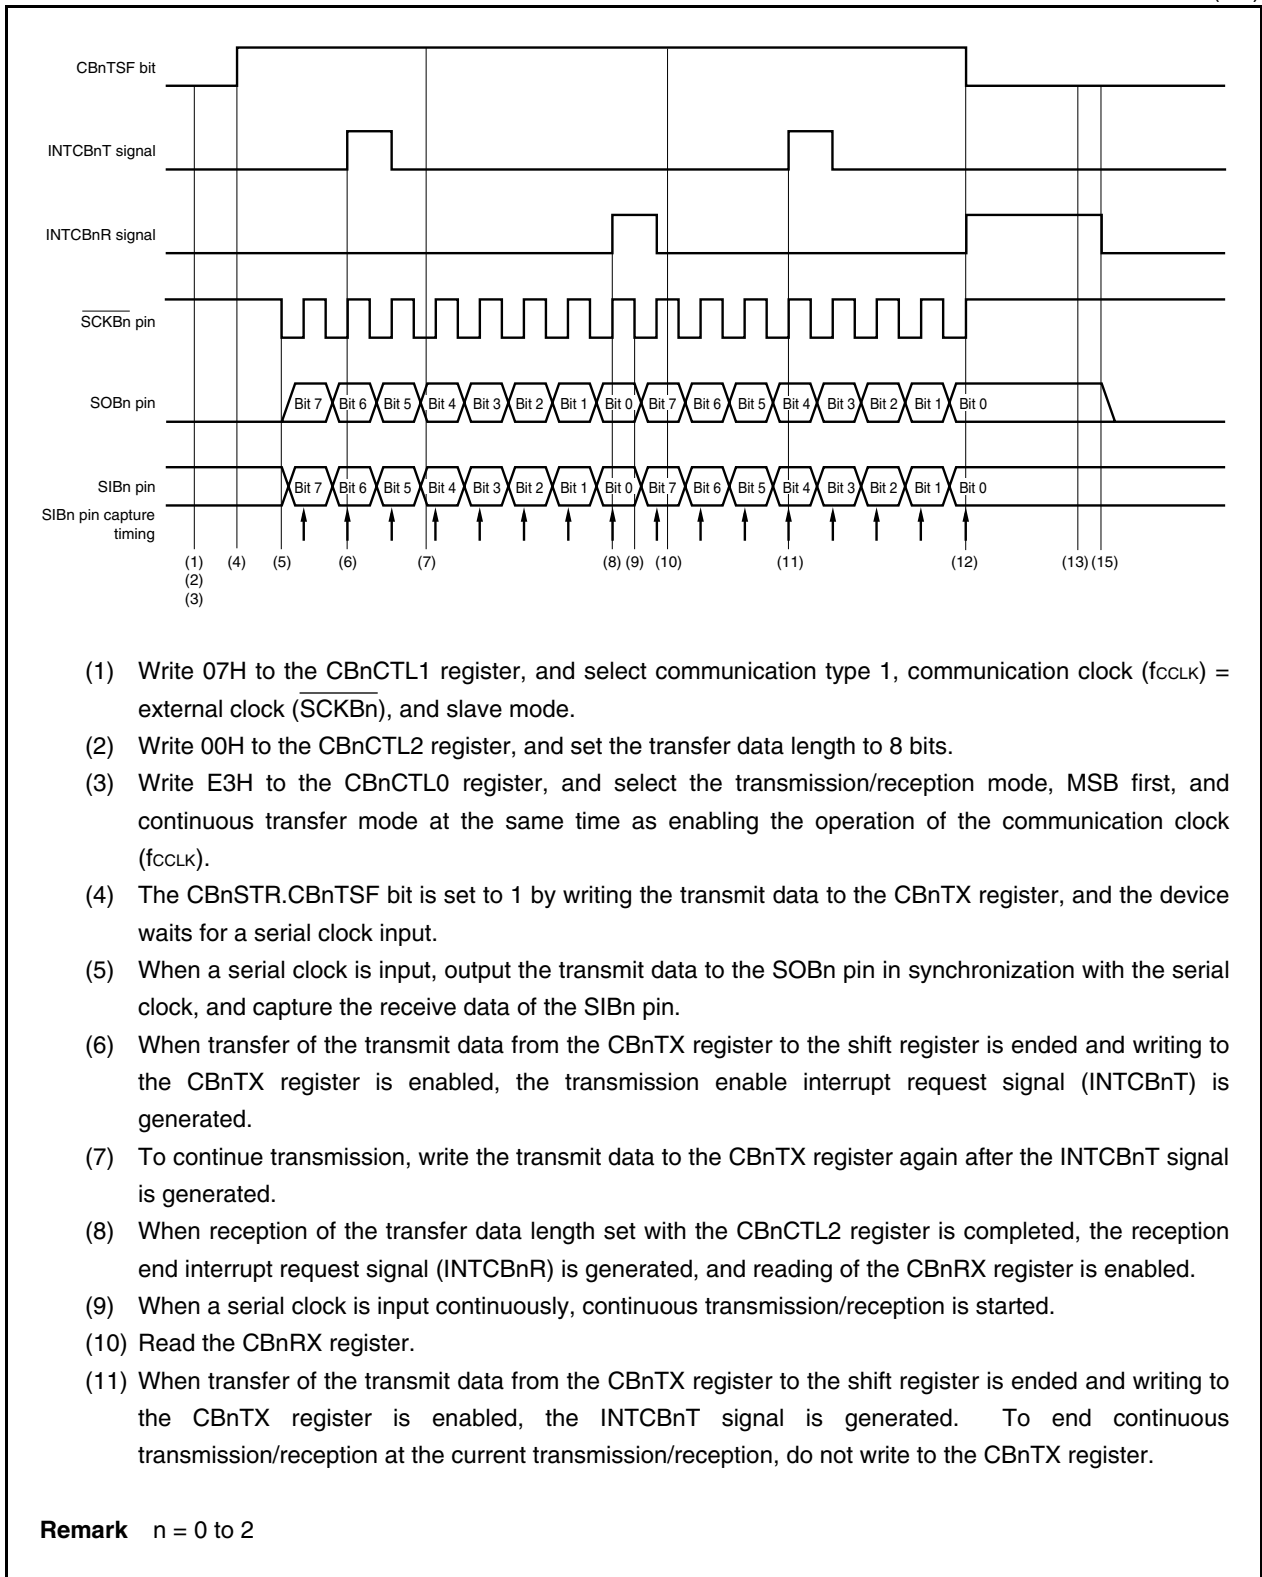 CBnTSF bit
INTCBnT signal
INTCBnR signal
SCKBn pin
SOBn pin
Bit 7 Bit 6 Bit 5 Bit 4 Bit 3 Bit 2 Bit 1 Bit 0 Bit 7 Bit 6 Bit 5 Bit 4 Bit 3 Bit 2 Bit 1 Bit 0
SIBn pin
Bit 7 Bit 6 Bit 5 Bit 4 Bit 3 Bit 2 Bit 1 Bit 0 Bit 7 Bit 6 Bit 5 Bit 4 Bit 3 Bit 2 Bit 1 Bit 0
SIBn pin capture
timing
(1) (4) (5) (6) (7) (8) (9) (10) (11) (12) (13) (15)
(2)
(3)
(1) Write 07H to the CBnCTL1 register, and select communication type 1, communication clock (fCCLK) =
external clock (SCKBn), and slave mode.
(2) Write 00H to the CBnCTL2 register, and set the transfer data length to 8 bits.
(3) Write E3H to the CBnCTL0 register, and select the transmission/reception mode, MSB first, and
continuous transfer mode at the same time as enabling the operation of the communication clock
(fCCLK).
(4) The CBnSTR.CBnTSF bit is set to 1 by writing the transmit data to the CBnTX register, and the device
waits for a serial clock input.
(5) When a serial clock is input, output the transmit data to the SOBn pin in synchronization with the serial
clock, and capture the receive data of the SIBn pin.
(6) When transfer of the transmit data from the CBnTX register to the shift register is ended and writing to
the CBnTX register is enabled, the transmission enable interrupt request signal (INTCBnT) is
generated.
(7) To continue transmission, write the transmit data to the CBnTX register again after the INTCBnT signal
is generated.
(8) When reception of the transfer data length set with the CBnCTL2 register is completed, the reception
end interrupt request signal (INTCBnR) is generated, and reading of the CBnRX register is enabled.
(9) When a serial clock is input continuously, continuous transmission/reception is started.
(10) Read the CBnRX register.
(11) When transfer of the transmit data from the CBnTX register to the shift register is ended and writing to
the CBnTX register is enabled, the INTCBnT signal is generated. To end continuous
transmission/reception at the current transmission/reception, do not write to the CBnTX register.
Remark n = 0 to 2